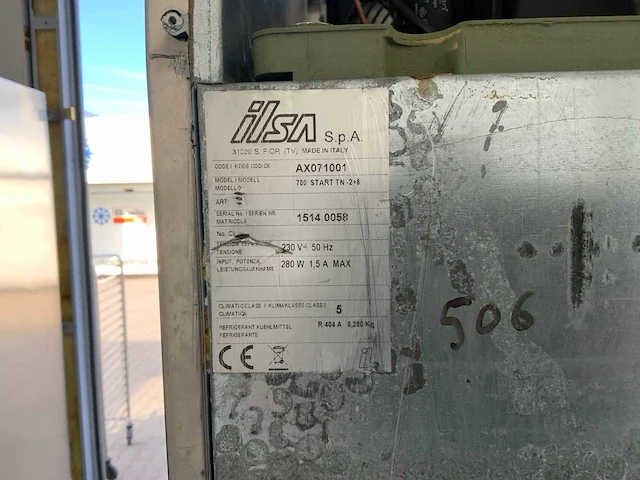 ilsa S.p.A.
31020 S. FIOR (TV) MADE IN ITALY
CODE / KODE CODICE AX071001
MODEL / MODELL 700 START TN -2+8
MODELLO
ART
SERIAL No. / SERIEN NR. 1514.0058
MATRICOLA
No. CL
TENSIONE 230 V~ 50 Hz
INPUT, POTENZA, 280 W 1,5 A MAX
LEISTUNGSAUFNAHME
CLIMATIC CLASS / KLIMAKLASSE CLASSE 5
CLIMATICA
REFRIGERANT KUEHLMITTEL R 404 A 0,280 Kg
REFRIGERANTE
CE
506